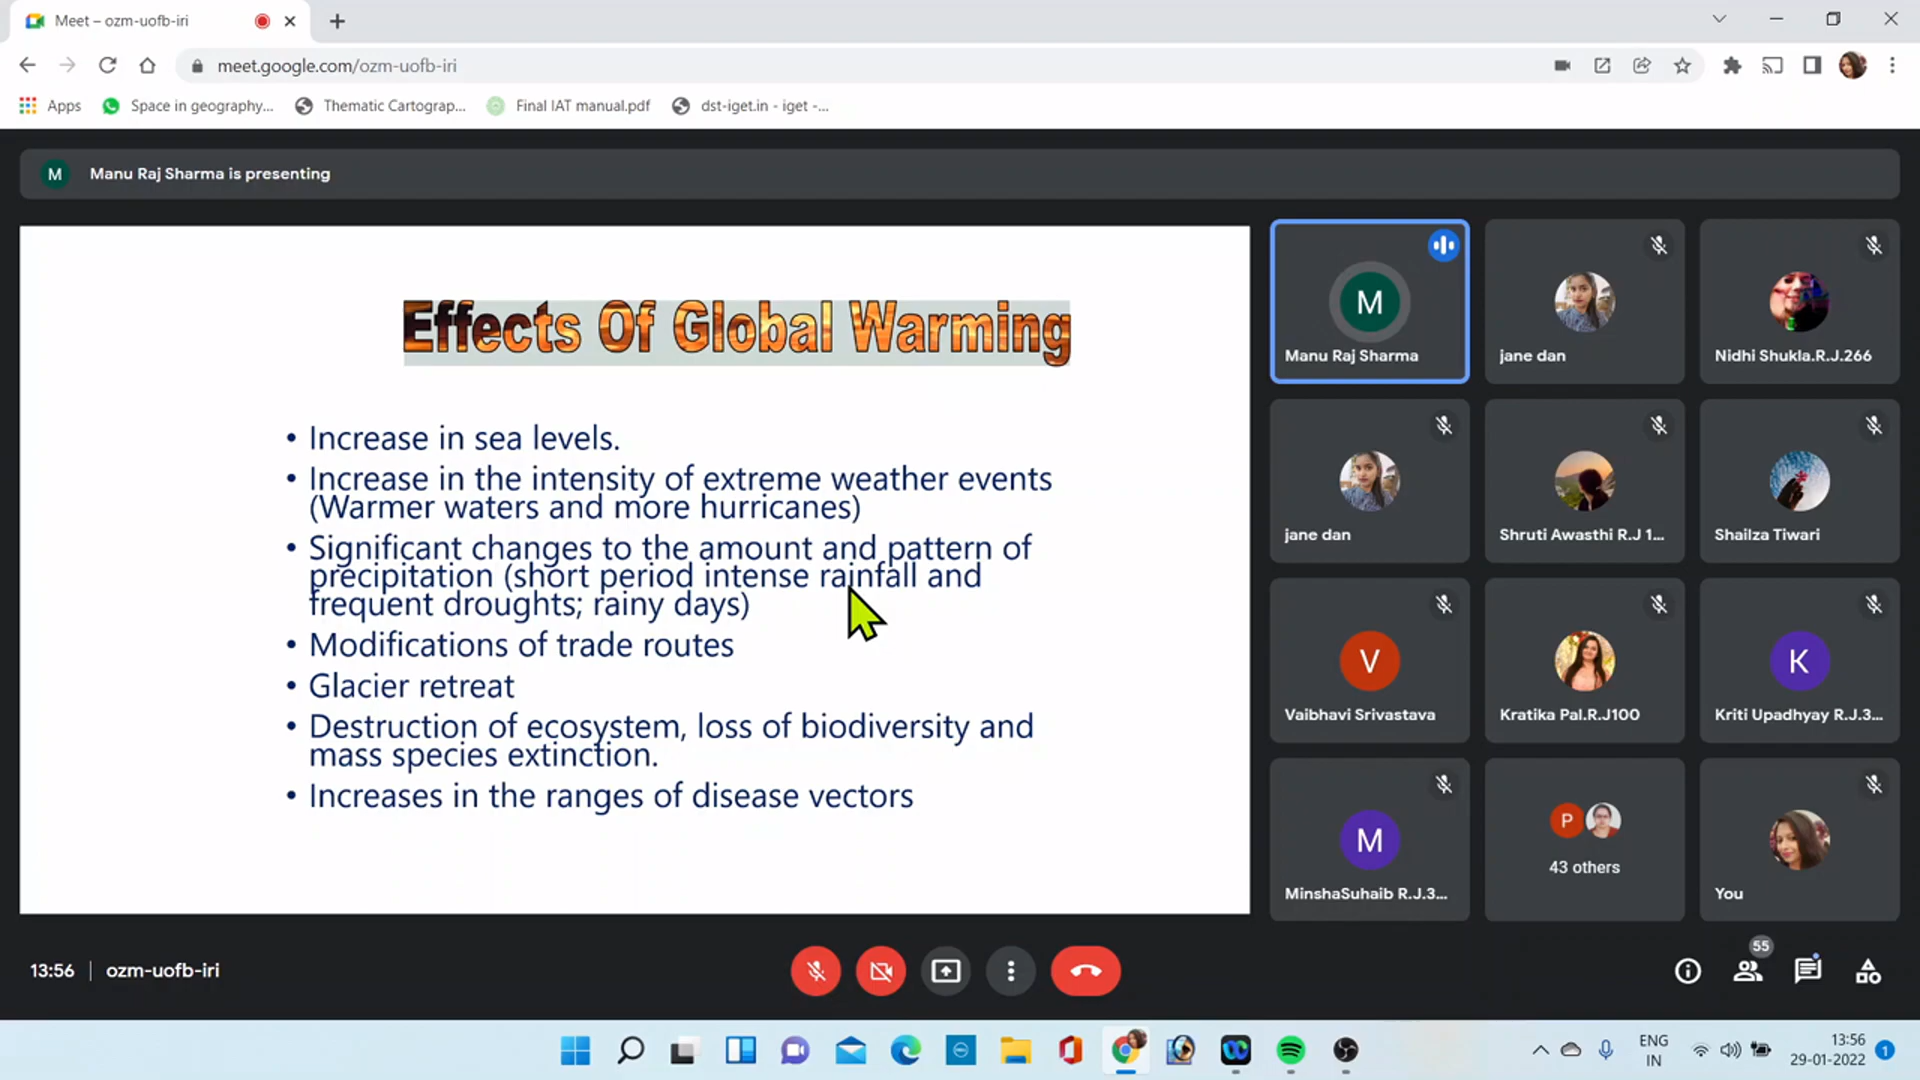 Meet – ozm-uofb-iri
meet.google.com/ozm-uofb-iri
Apps
Space in geography...
Thematic Cartograp...
Final IAT manual.pdf
dst-iget.in - iget -...
M
Manu Raj Sharma is presenting
Effects Of Global Warming
• Increase in sea levels.
• Increase in the intensity of extreme weather events
(Warmer waters and more hurricanes)
• Significant changes to the amount and pattern of
precipitation (short period intense rainfall and
frequent droughts; rainy days)
• Modifications of trade routes
• Glacier retreat
• Destruction of ecosystem, loss of biodiversity and
mass species extinction.
• Increases in the ranges of disease vectors
M
Manu Raj Sharma
jane dan
Nidhi Shukla.R.J.266
jane dan
Shruti Awasthi R.J 1...
Shailza Tiwari
V
Vaibhavi Srivastava
Kratika Pal.R.J100
K
Kriti Upadhyay R.J.3...
M
MinshaSuhaib R.J.3...
P
43 others
You
13:56 | ozm-uofb-iri
55
ENG
IN
13:56
29-01-2022
1